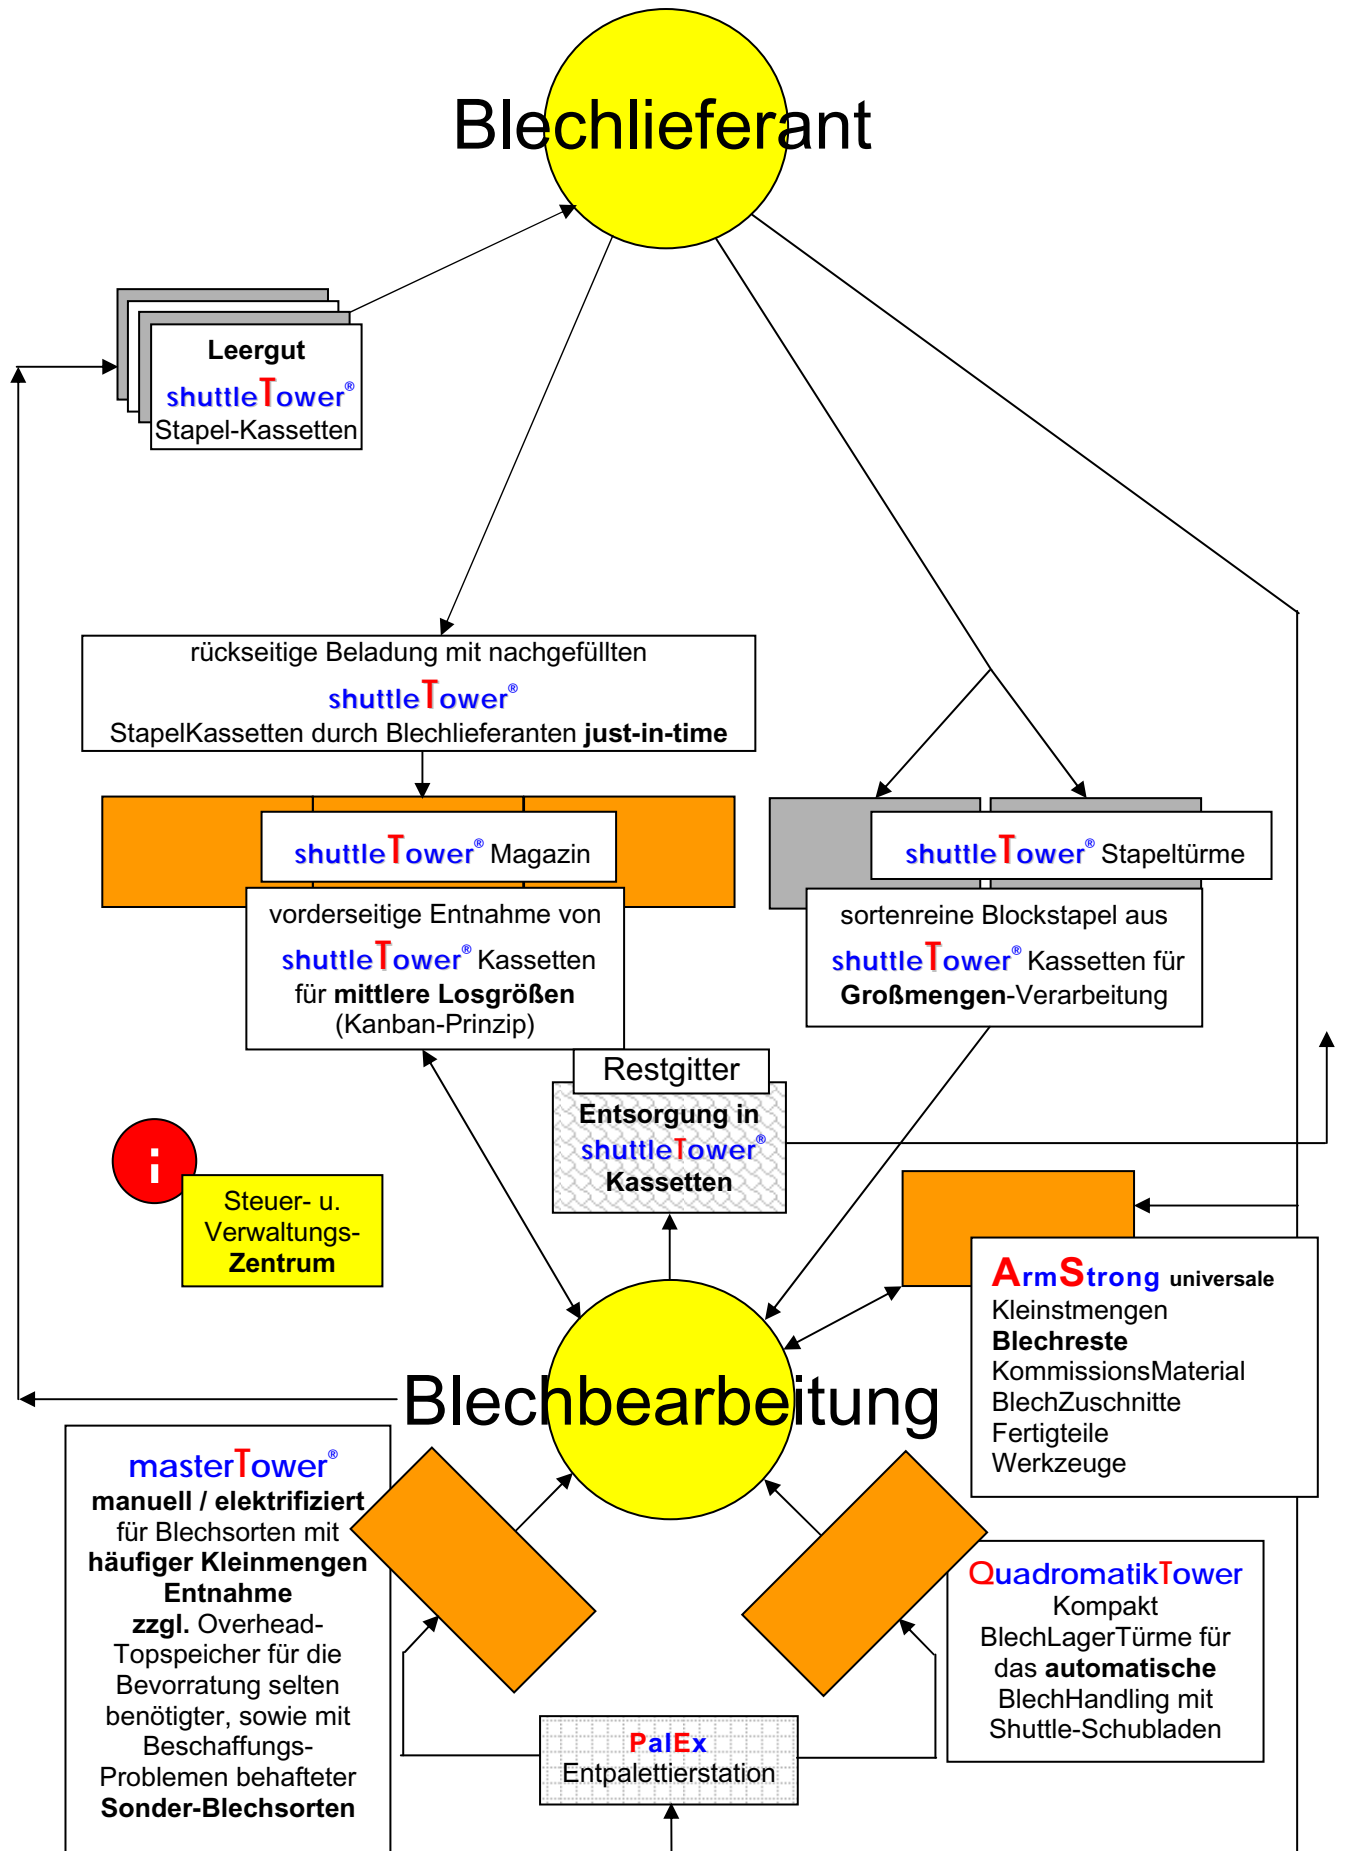 Blechlieferant
Leergut
shuttleTower®
Stapel-Kassetten
rückseitige Beladung mit nachgefüllten
shuttleTower®
StapelKassetten durch Blechlieferanten just-in-time
shuttleTower® Magazin
vorderseitige Entnahme von
shuttleTower® Kassetten
für mittlere Losgrößen
(Kanban-Prinzip)
shuttleTower® Stapeltürme
sortenreine Blockstapel aus
shuttleTower® Kassetten für
Großmengen-Verarbeitung
Restgitter
Entsorgung in
shuttleTower®
Kassetten
i
Steuer- u.
Verwaltungs-
Zentrum
ArmStrong universale
Kleinstmengen
Blechreste
KommissionsMaterial
BlechZuschnitte
Fertigteile
Werkzeuge
Blechbearbeitung
masterTower®
manuell / elektrifiziert
für Blechsorten mit
häufiger Kleinmengen
Entnahme
zzgl. Overhead-
Topspeicher für die
Bevorratung selten
benötigter, sowie mit
Beschaffungs-
Problemen behafteter
Sonder-Blechsorten
QuadromatikTower
Kompakt
BlechLagerTürme für
das automatische
BlechHandling mit
Shuttle-Schubladen
PalEx
Entpalettierstation